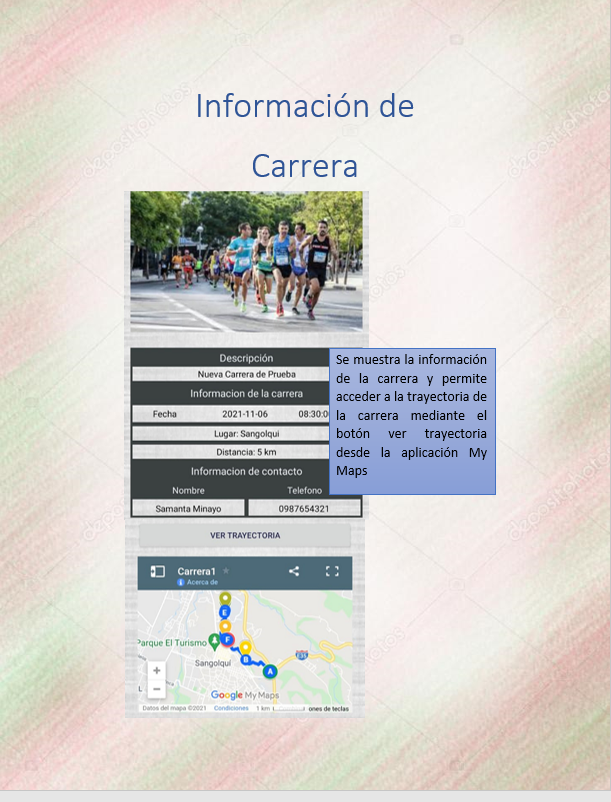 Información de
Carrera
Descripción
Nueva Carrera de Prueba
Informacion de la carrera
Fecha 2021-11-06 08:30:0
Lugar: Sangolqui
Distancia: 5 km
Informacion de contacto
Nombre Telefono
Samanta Minayo 0987654321
Se muestra la información
de la carrera y permite
acceder a la trayectoria de
la carrera mediante el
botón ver trayectoria
desde la aplicación My
Maps
VER TRAYECTORIA
Carrera1
Acerca de
E
F
Parque El Turismo
B
Sangolquí
A
E35
+
−
L
Google My Maps
Datos del mapa ©2021 Condiciones 1 km ones de teclas
depositphotos